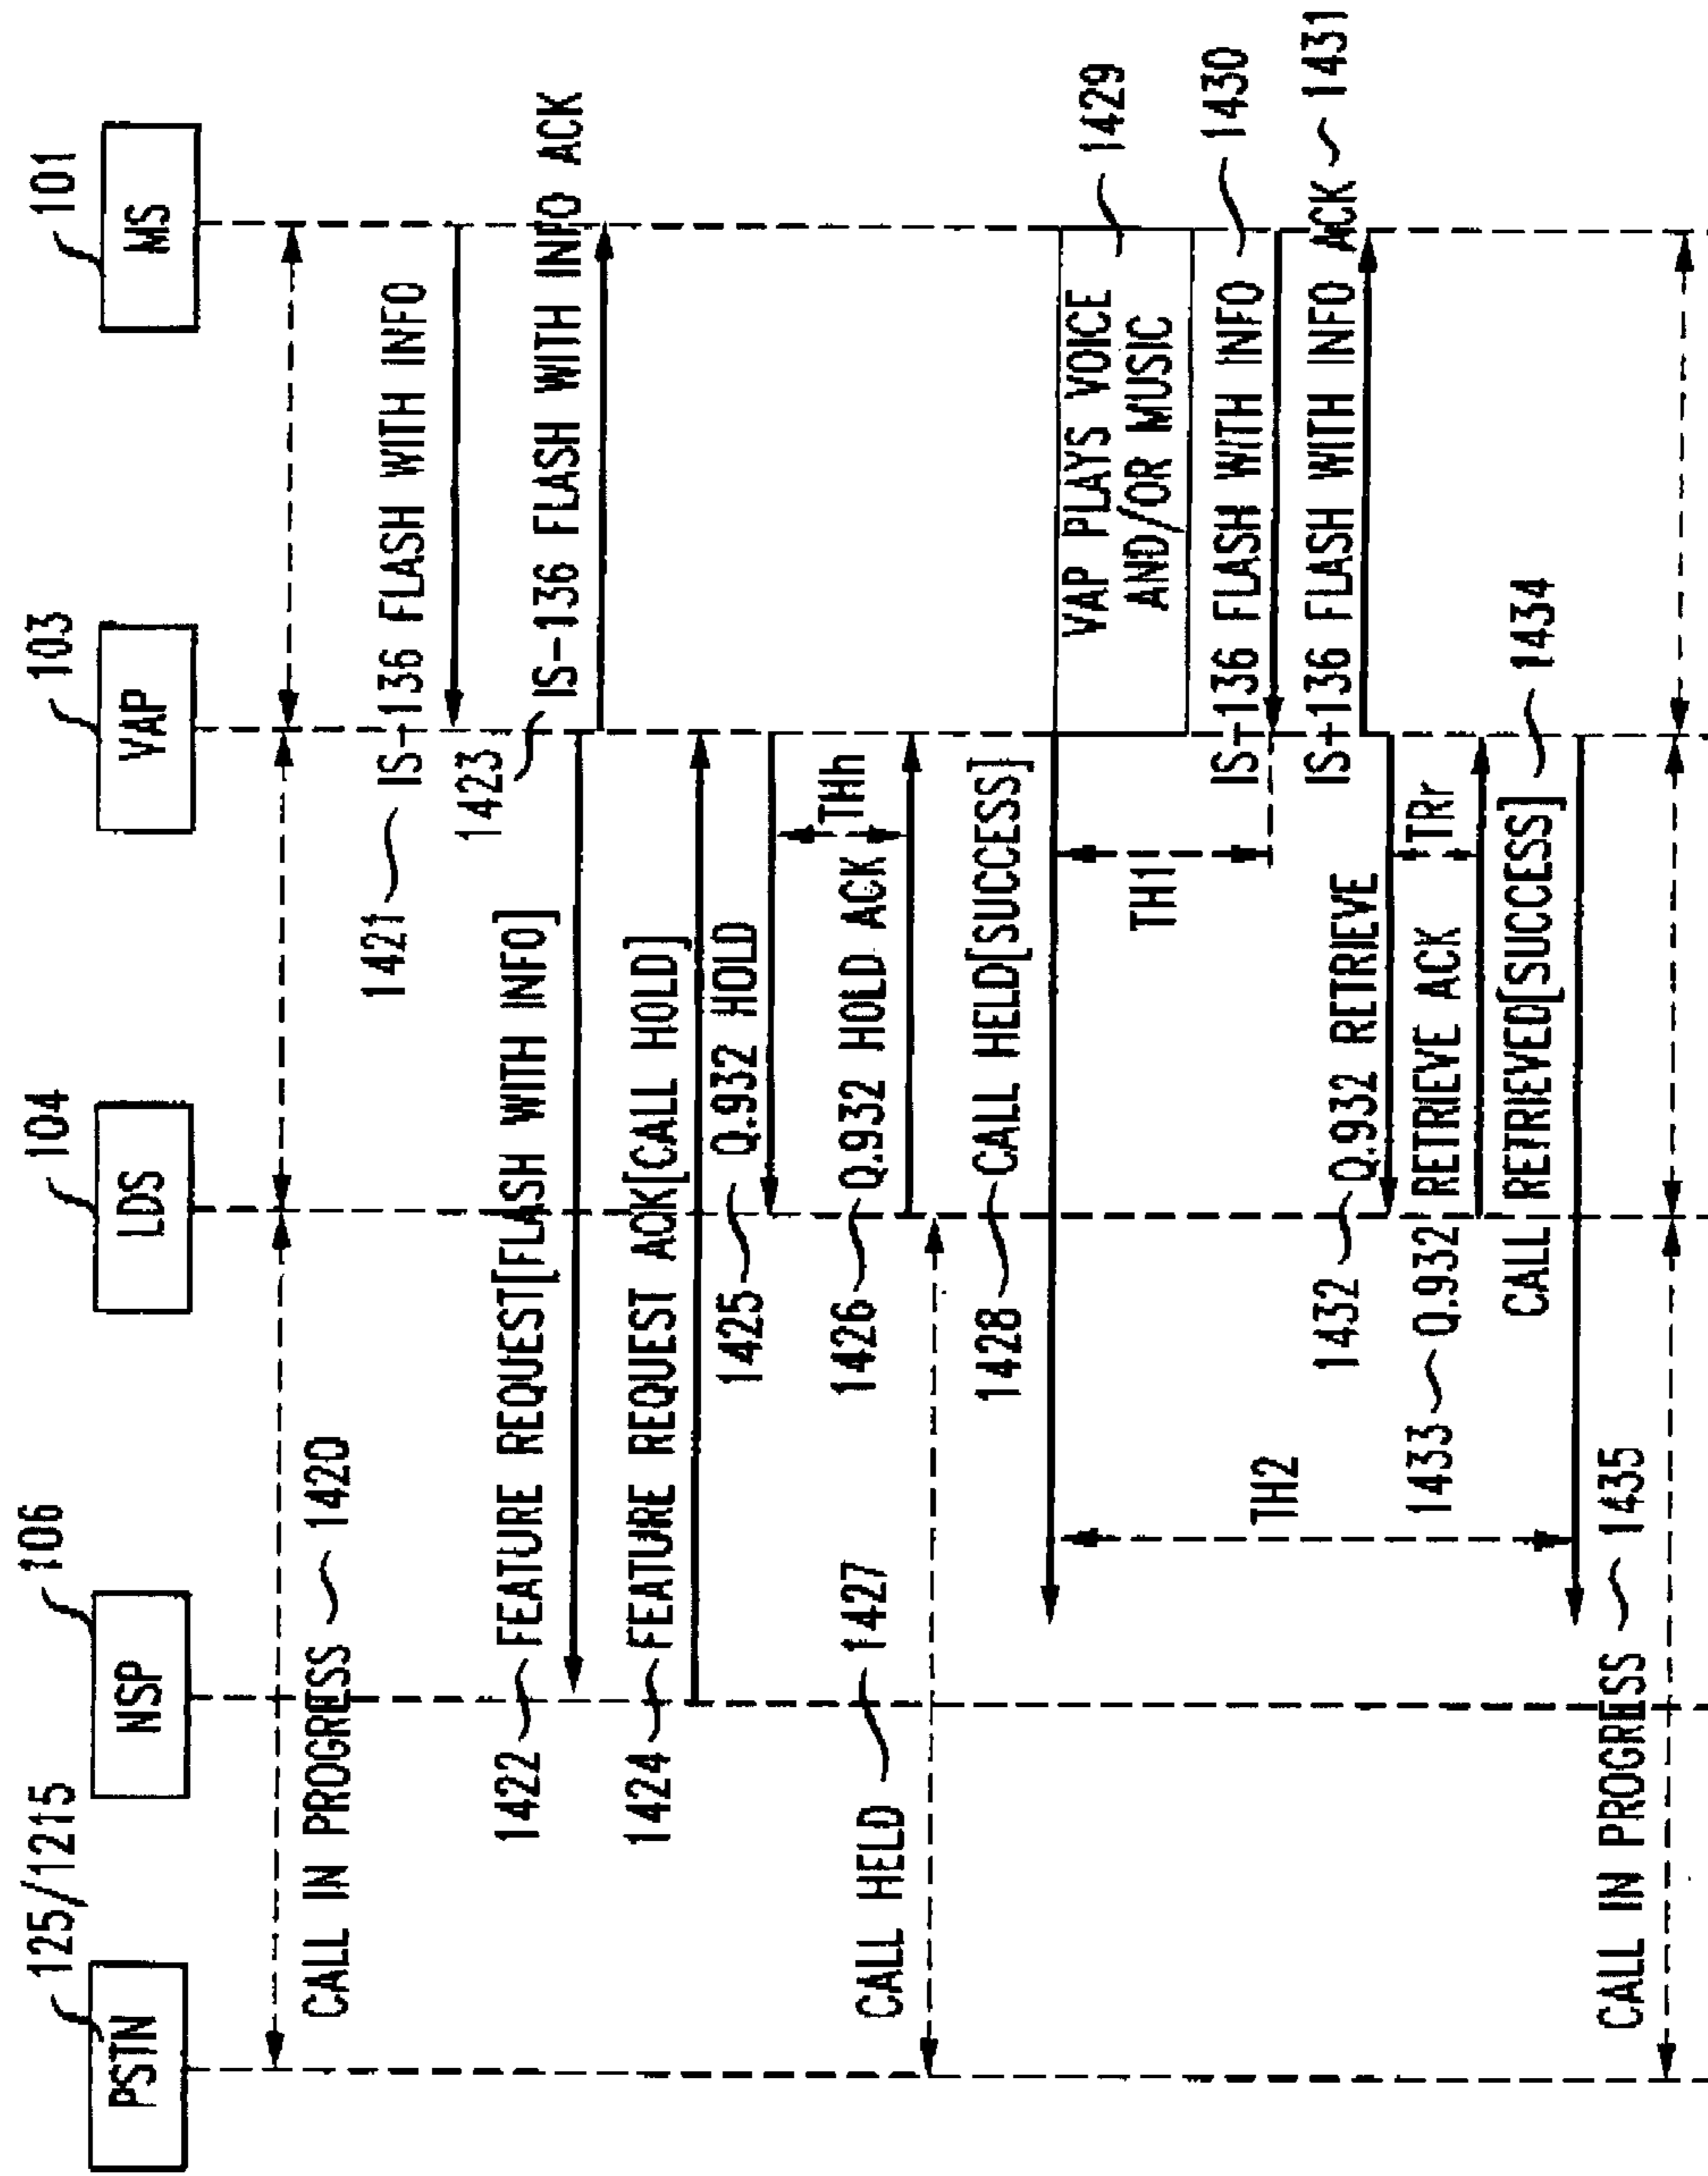 125/1215
106
104
103
101
PSTN
NSP
LDS
VAP
MS
CALL IN PROGRESS 1420
1421 IS-136 FLASH WITH INFO
1422 FEATURE REQUEST[FLASH WITH INFO]
1423 IS-136 FLASH WITH INFO ACK
1424 FEATURE REQUEST ACK[CALL HOLD]
1425 Q.932 HOLD
THh
1426 Q.932 HOLD ACK
CALL HELD 1427
1428 CALL HELD[SUCCESS]
VAP PLAYS VOICE
AND/OR MUSIC
1429
TH1
IS-136 FLASH WITH INFO 1430
IS-136 FLASH WITH INFO ACK 1431
TH2
1432 Q.932 RETRIEVE
TRr
1433 Q.932 RETRIEVE ACK
CALL RETRIEVED[SUCCESS] 1434
CALL IN PROGRESS 1435